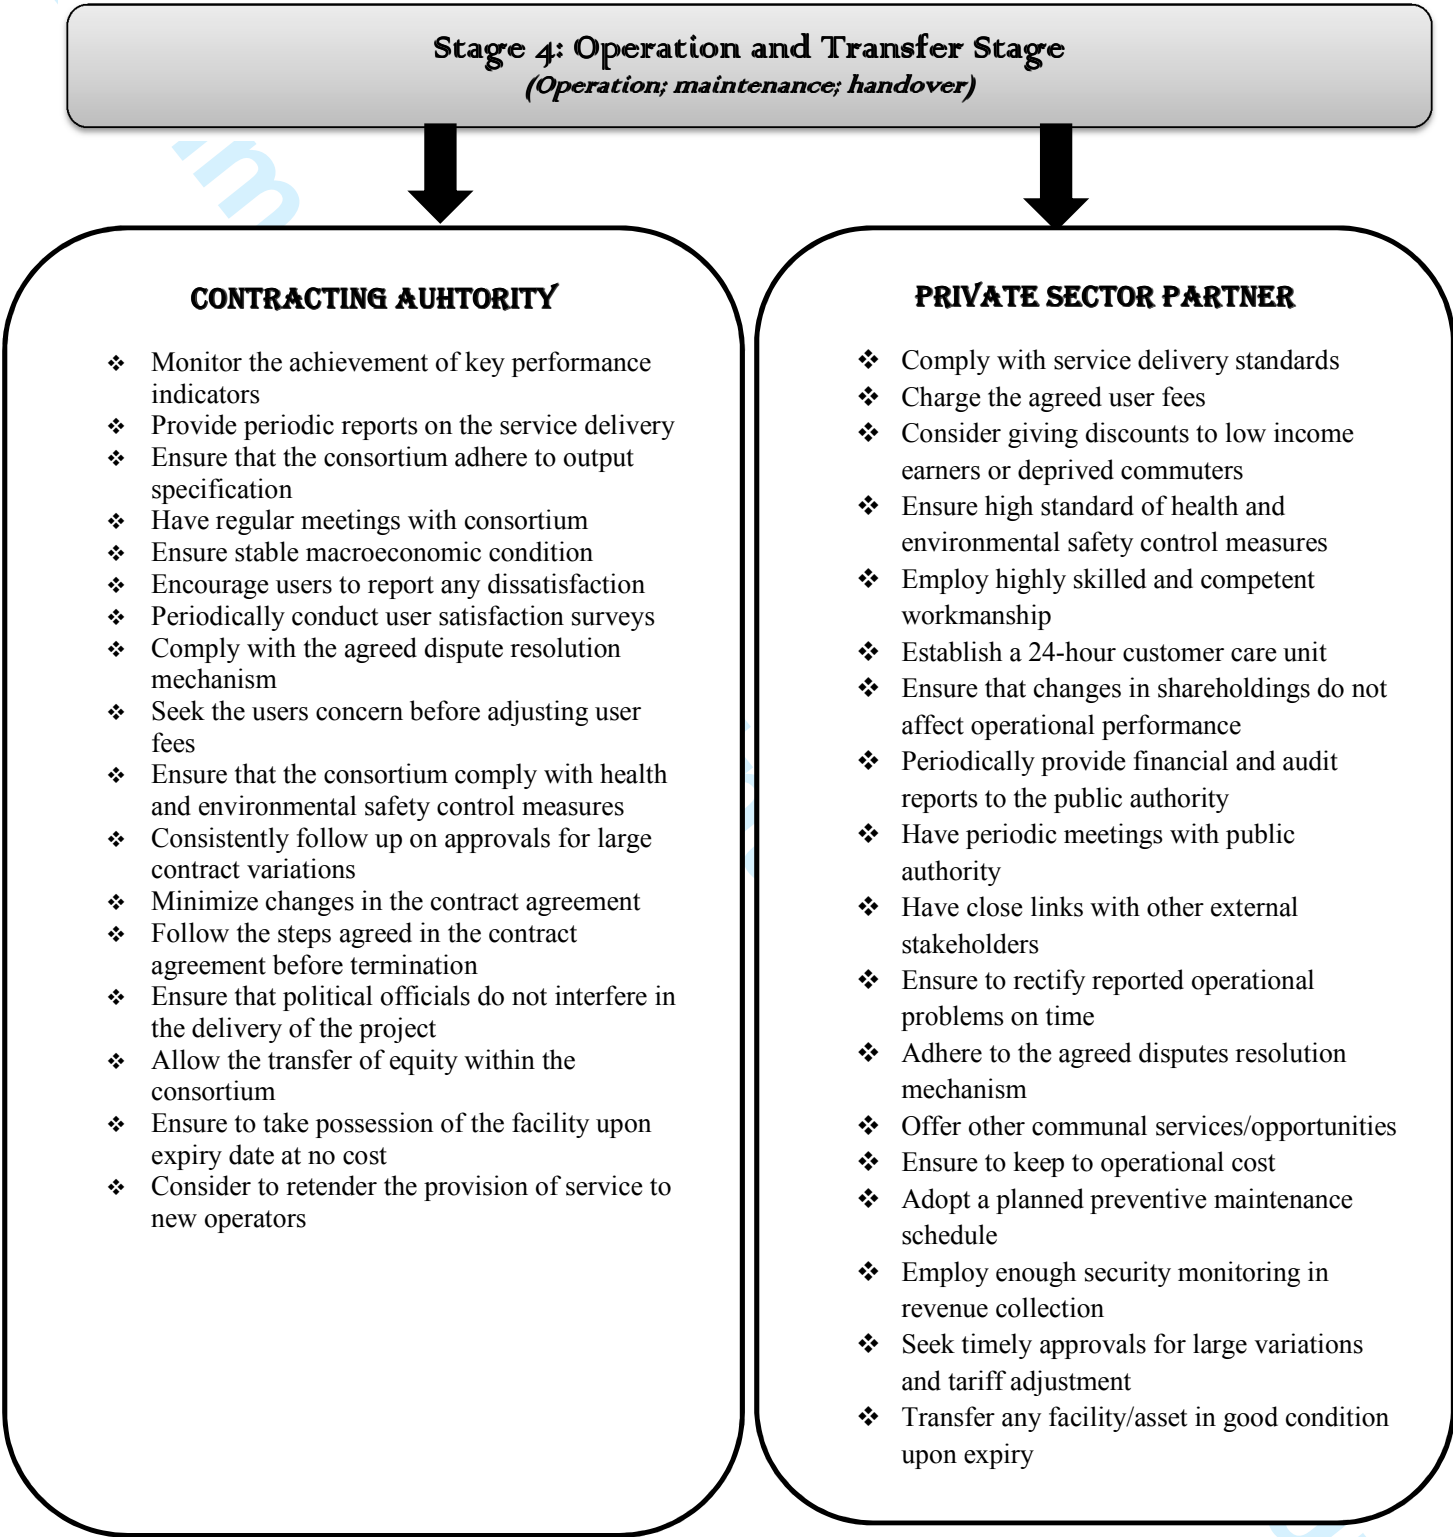 Stage 4: Operation and Transfer Stage
(Operation; maintenance; handover)
CONTRACTING AUHTORITY
❖ Monitor the achievement of key performance
indicators
❖ Provide periodic reports on the service delivery
❖ Ensure that the consortium adhere to output
specification
❖ Have regular meetings with consortium
❖ Ensure stable macroeconomic condition
❖ Encourage users to report any dissatisfaction
❖ Periodically conduct user satisfaction surveys
❖ Comply with the agreed dispute resolution
mechanism
❖ Seek the users concern before adjusting user
fees
❖ Ensure that the consortium comply with health
and environmental safety control measures
❖ Consistently follow up on approvals for large
contract variations
❖ Minimize changes in the contract agreement
❖ Follow the steps agreed in the contract
agreement before termination
❖ Ensure that political officials do not interfere in
the delivery of the project
❖ Allow the transfer of equity within the
consortium
❖ Ensure to take possession of the facility upon
expiry date at no cost
❖ Consider to retender the provision of service to
new operators
PRIVATE SECTOR PARTNER
❖ Comply with service delivery standards
❖ Charge the agreed user fees
❖ Consider giving discounts to low income
earners or deprived commuters
❖ Ensure high standard of health and
environmental safety control measures
❖ Employ highly skilled and competent
workmanship
❖ Establish a 24-hour customer care unit
❖ Ensure that changes in shareholdings do not
affect operational performance
❖ Periodically provide financial and audit
reports to the public authority
❖ Have periodic meetings with public
authority
❖ Have close links with other external
stakeholders
❖ Ensure to rectify reported operational
problems on time
❖ Adhere to the agreed disputes resolution
mechanism
❖ Offer other communal services/opportunities
❖ Ensure to keep to operational cost
❖ Adopt a planned preventive maintenance
schedule
❖ Employ enough security monitoring in
revenue collection
❖ Seek timely approvals for large variations
and tariff adjustment
❖ Transfer any facility/asset in good condition
upon expiry